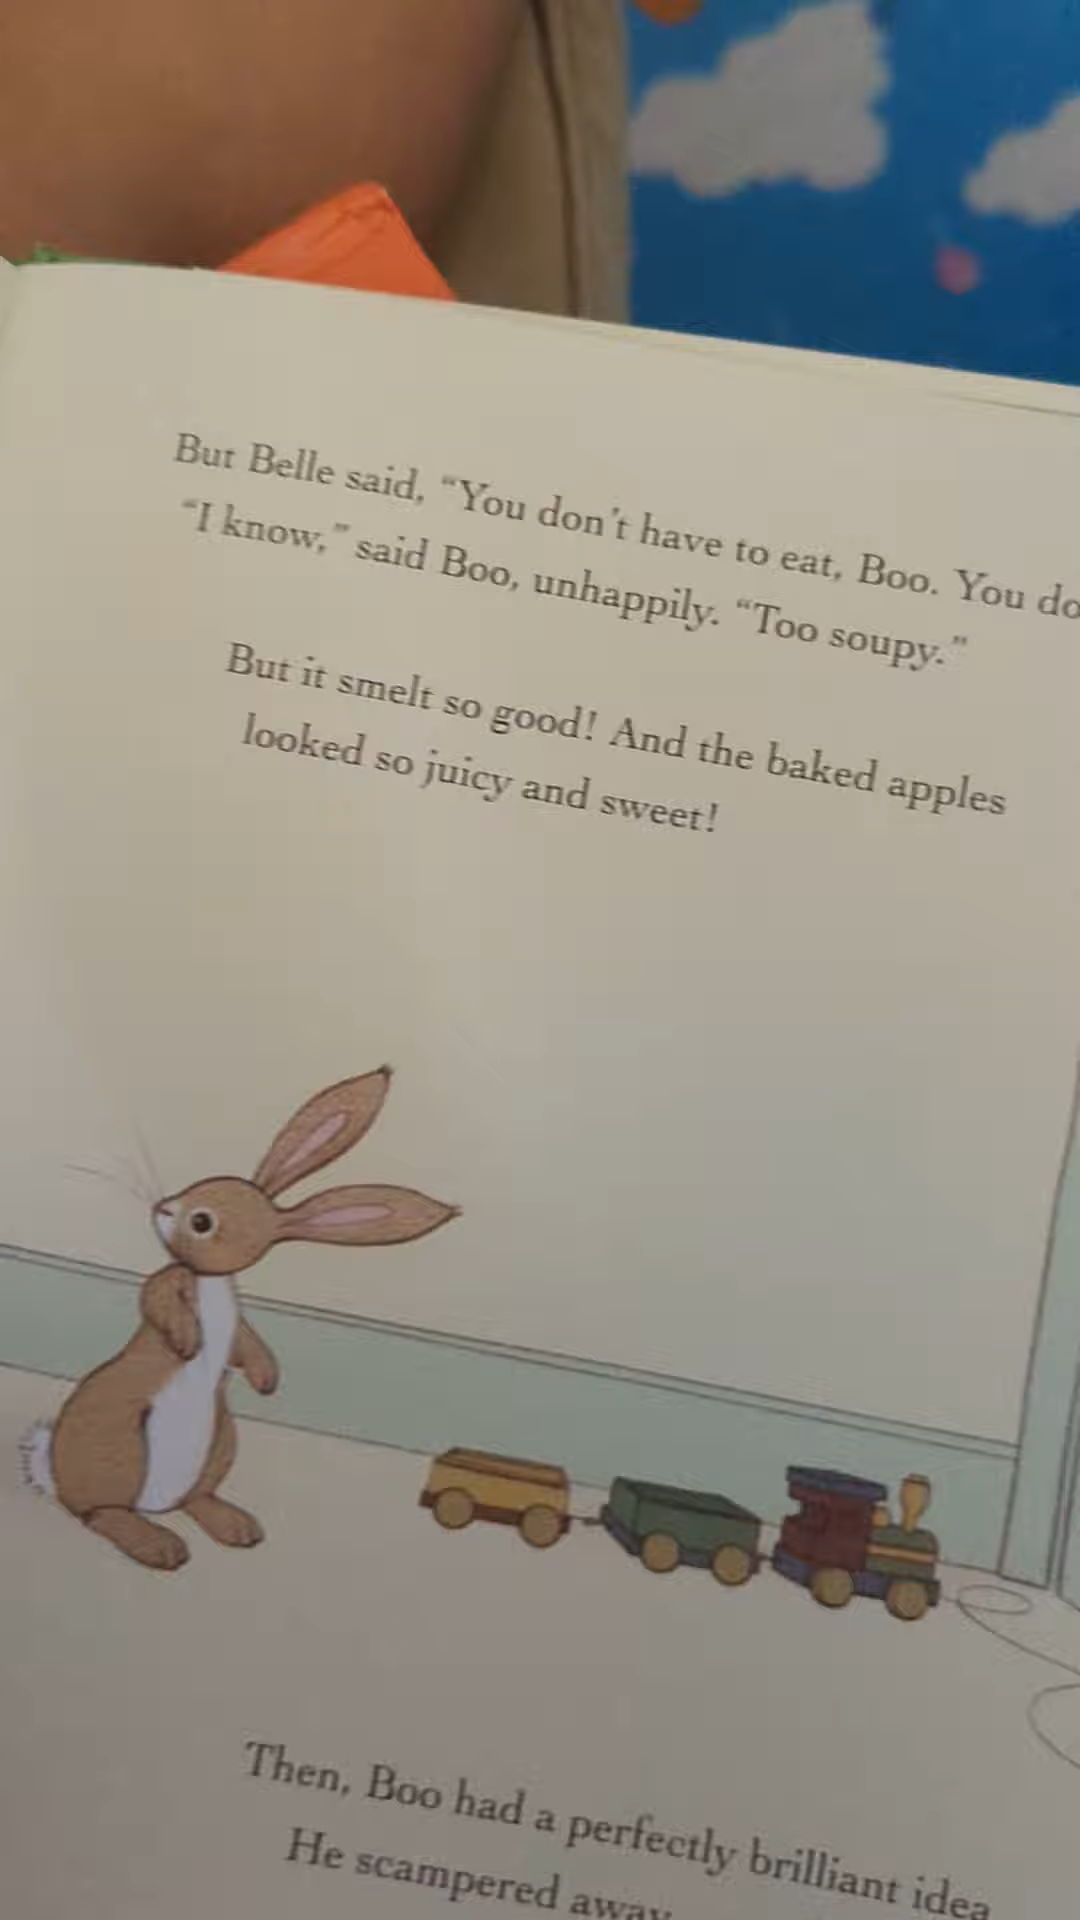 But Belle said, “You don’t have to eat, Boo. You do
“I know,” said Boo, unhappily. “Too soupy.”
But it smelt so good! And the baked apples
looked so juicy and sweet!
Then, Boo had a perfectly brilliant idea
He scampered away